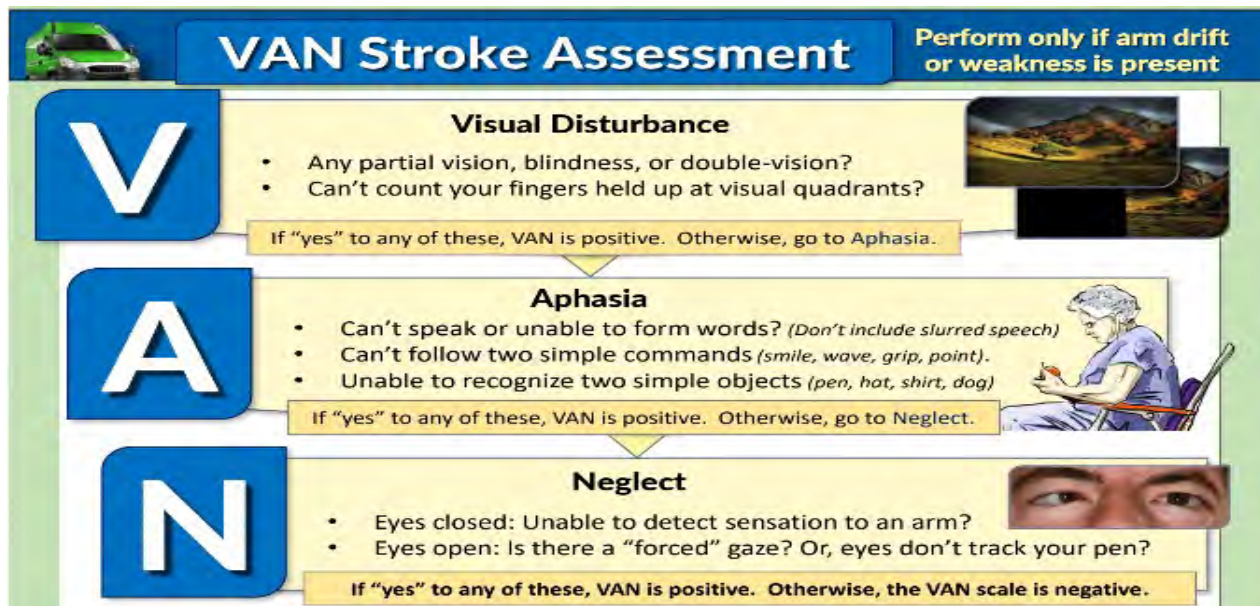 VAN Stroke Assessment
Perform only if arm drift
or weakness is present
V
Visual Disturbance
• Any partial vision, blindness, or double-vision?
• Can't count your fingers held up at visual quadrants?
If "yes" to any of these, VAN is positive. Otherwise, go to Aphasia.
A
Aphasia
• Can't speak or unable to form words? (Don't include slurred speech)
• Can't follow two simple commands (smile, wave, grip, point).
• Unable to recognize two simple objects (pen, hat, shirt, dog)
If "yes" to any of these, VAN is positive. Otherwise, go to Neglect.
N
Neglect
• Eyes closed: Unable to detect sensation to an arm?
• Eyes open: Is there a "forced" gaze? Or, eyes don't track your pen?
If "yes" to any of these, VAN is positive. Otherwise, the VAN scale is negative.